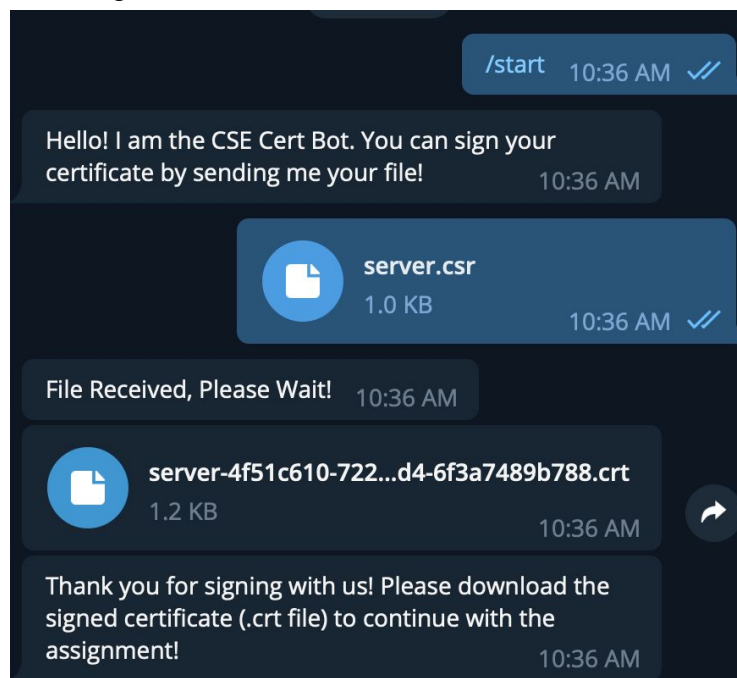 /start 10:36 AM
Hello! I am the CSE Cert Bot. You can sign your
certificate by sending me your file! 10:36 AM
server.csr
1.0 KB
10:36 AM
File Received, Please Wait! 10:36 AM
server-4f51c610-722...d4-6f3a7489b788.crt
1.2 KB
10:36 AM
Thank you for signing with us! Please download the
signed certificate (.crt file) to continue with the
assignment! 10:36 AM